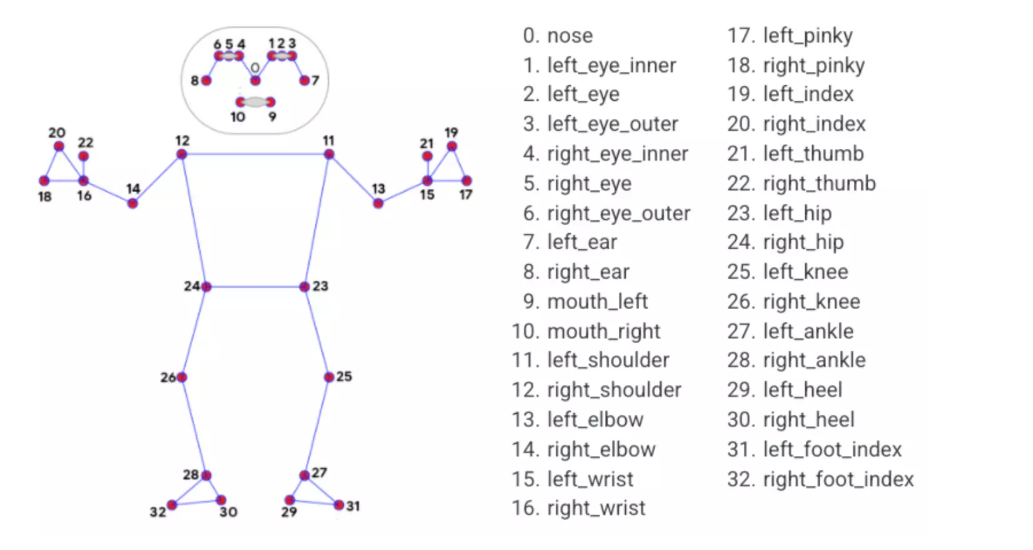 6 5 4 1 2 3
0
8 7
10 9
20 19
22 21
12 11
14 13
18 16 15 17
24 23
26 25
28 27
32 30 29 31
0. nose
1. left_eye_inner
2. left_eye
3. left_eye_outer
4. right_eye_inner
5. right_eye
6. right_eye_outer
7. left_ear
8. right_ear
9. mouth_left
10. mouth_right
11. left_shoulder
12. right_shoulder
13. left_elbow
14. right_elbow
15. left_wrist
16. right_wrist
17. left_pinky
18. right_pinky
19. left_index
20. right_index
21. left_thumb
22. right_thumb
23. left_hip
24. right_hip
25. left_knee
26. right_knee
27. left_ankle
28. right_ankle
29. left_heel
30. right_heel
31. left_foot_index
32. right_foot_index